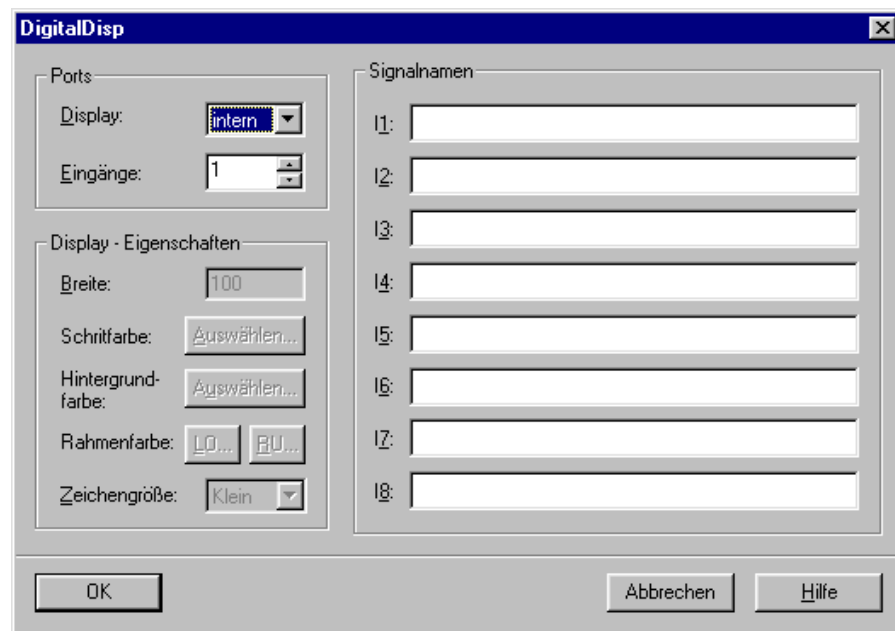 DigitalDisp
Ports
Display: intern
Eingänge: 1
Display - Eigenschaften
Breite: 100
Schritfarbe: Auswählen...
Hintergrund-
farbe: Auswählen...
Rahmenfarbe: LO... RU...
Zeichengröße: Klein
Signalnamen
I1:
I2:
I3:
I4:
I5:
I6:
I7:
I8:
OK
Abbrechen
Hilfe